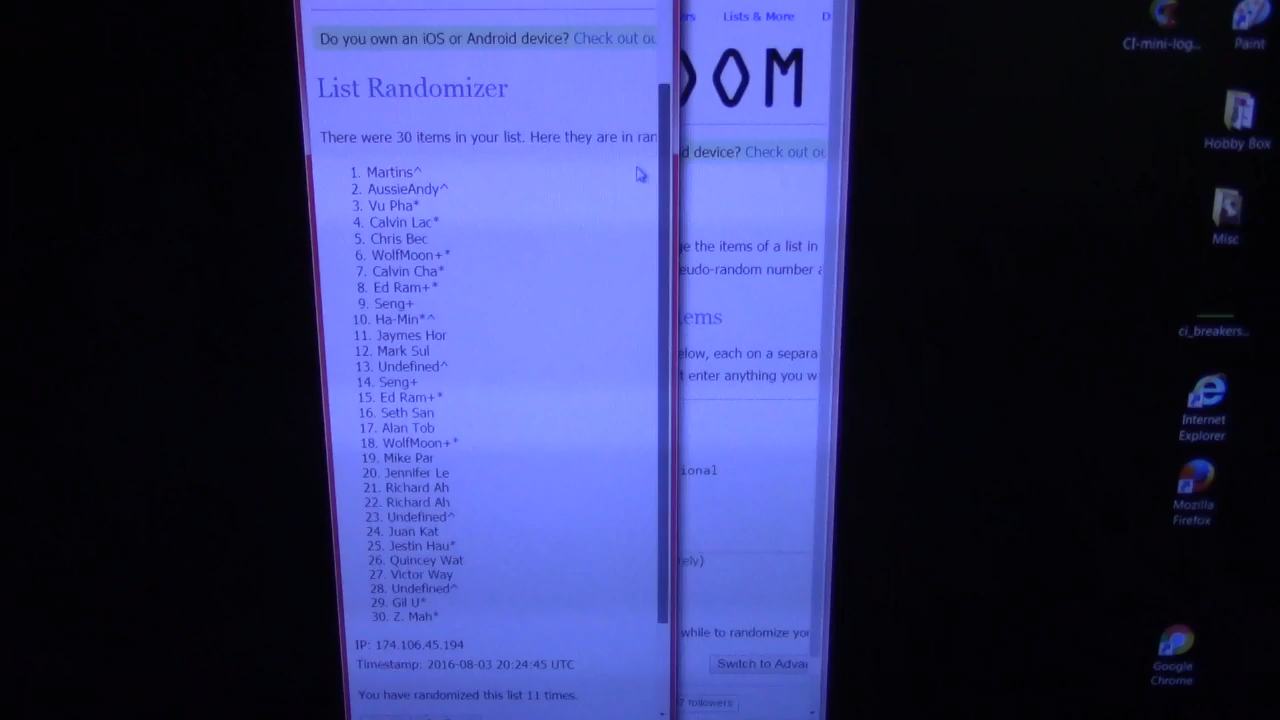 Do you own an iOS or Android device? Check out ou
List Randomizer
There were 30 items in your list. Here they are in ran
1. Martins^
2. AussieAndy^
3. Vu Pha*
4. Calvin Lac*
5. Chris Bec
6. WolfMoon+*
7. Calvin Cha*
8. Ed Ram+*
9. Seng+
10. Ha-Min*^
11. Jaymes Hor
12. Mark Sul
13. Undefined^
14. Seng+
15. Ed Ram+*
16. Seth San
17. Alan Tob
18. WolfMoon+*
19. Mike Par
20. Jennifer Le
21. Richard Ah
22. Richard Ah
23. Undefined^
24. Juan Kat
25. Jestin Hau*
26. Quincey Wat
27. Victor Way
28. Undefined^
29. Gil U*
30. Z. Mah*
IP: 174.106.45.194
Timestamp: 2016-08-03 20:24:45 UTC
You have randomized this list 11 times.
rs Lists & More D
DOM
d device? Check out ou
ge the items of a list in
eudo-random number a
ems
elow, each on a separa
t enter anything you w
ional
ely)
while to randomize you
Switch to Advan
7 followers
CI-mini-log...
Paint
Hobby Box
Misc
ci_breakers...
Internet
Explorer
Mozilla
Firefox
Google
Chrome